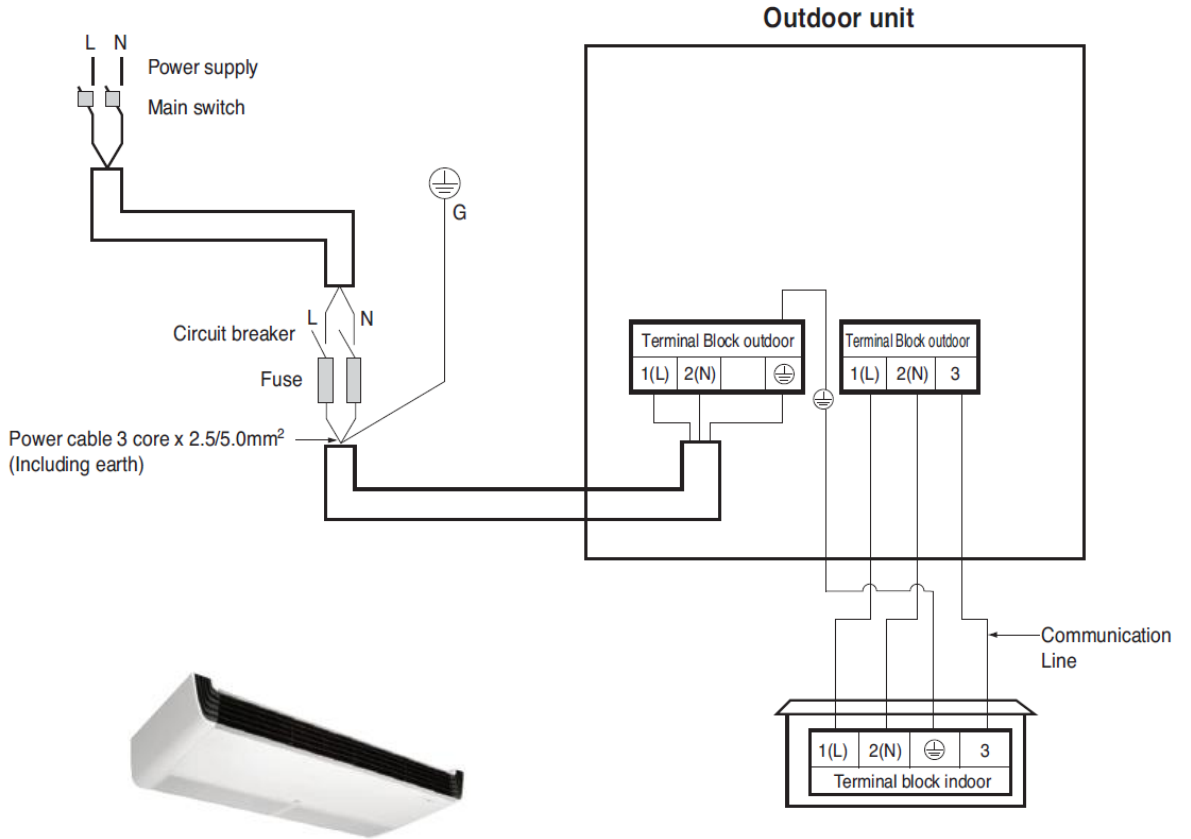 Outdoor unit
L N
Power supply
Main switch
G
L N
Circuit breaker
Fuse
Power cable 3 core x 2.5/5.0mm²
(Including earth)
Terminal Block outdoor
1(L) 2(N)
Terminal Block outdoor
1(L) 2(N) 3
Communication
Line
1(L) 2(N) 3
Terminal block indoor